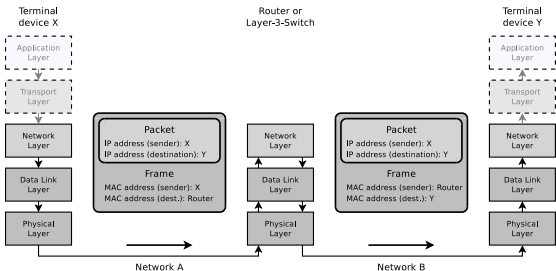 Terminal
device X
Router or
Layer-3-Switch
Terminal
device Y
Application
Layer
Transport
Layer
Network
Layer
Data Link
Layer
Physical
Layer
Packet
IP address (sender): X
IP address (destination): Y
Frame
MAC address (sender): X
MAC address (dest.): Router
Network A
Network
Layer
Data Link
Layer
Physical
Layer
Packet
IP address (sender): X
IP address (destination): Y
Frame
MAC address (sender): Router
MAC address (dest.): Y
Network B
Application
Layer
Transport
Layer
Network
Layer
Data Link
Layer
Physical
Layer